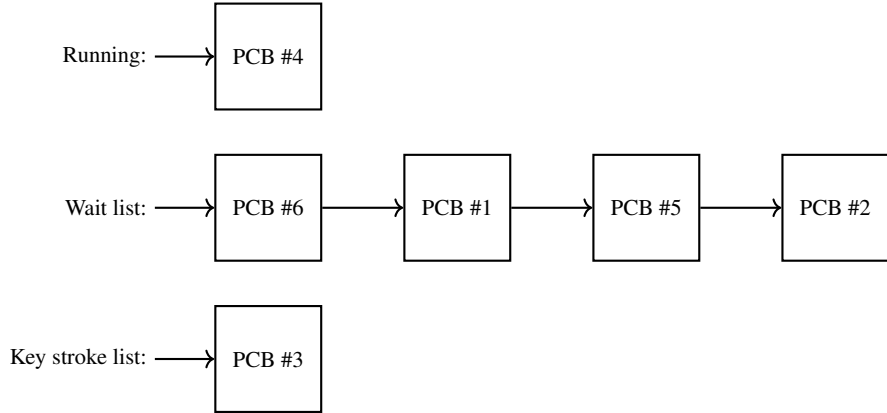 Running: PCB #4
Wait list: PCB #6 PCB #1 PCB #5 PCB #2
Key stroke list: PCB #3